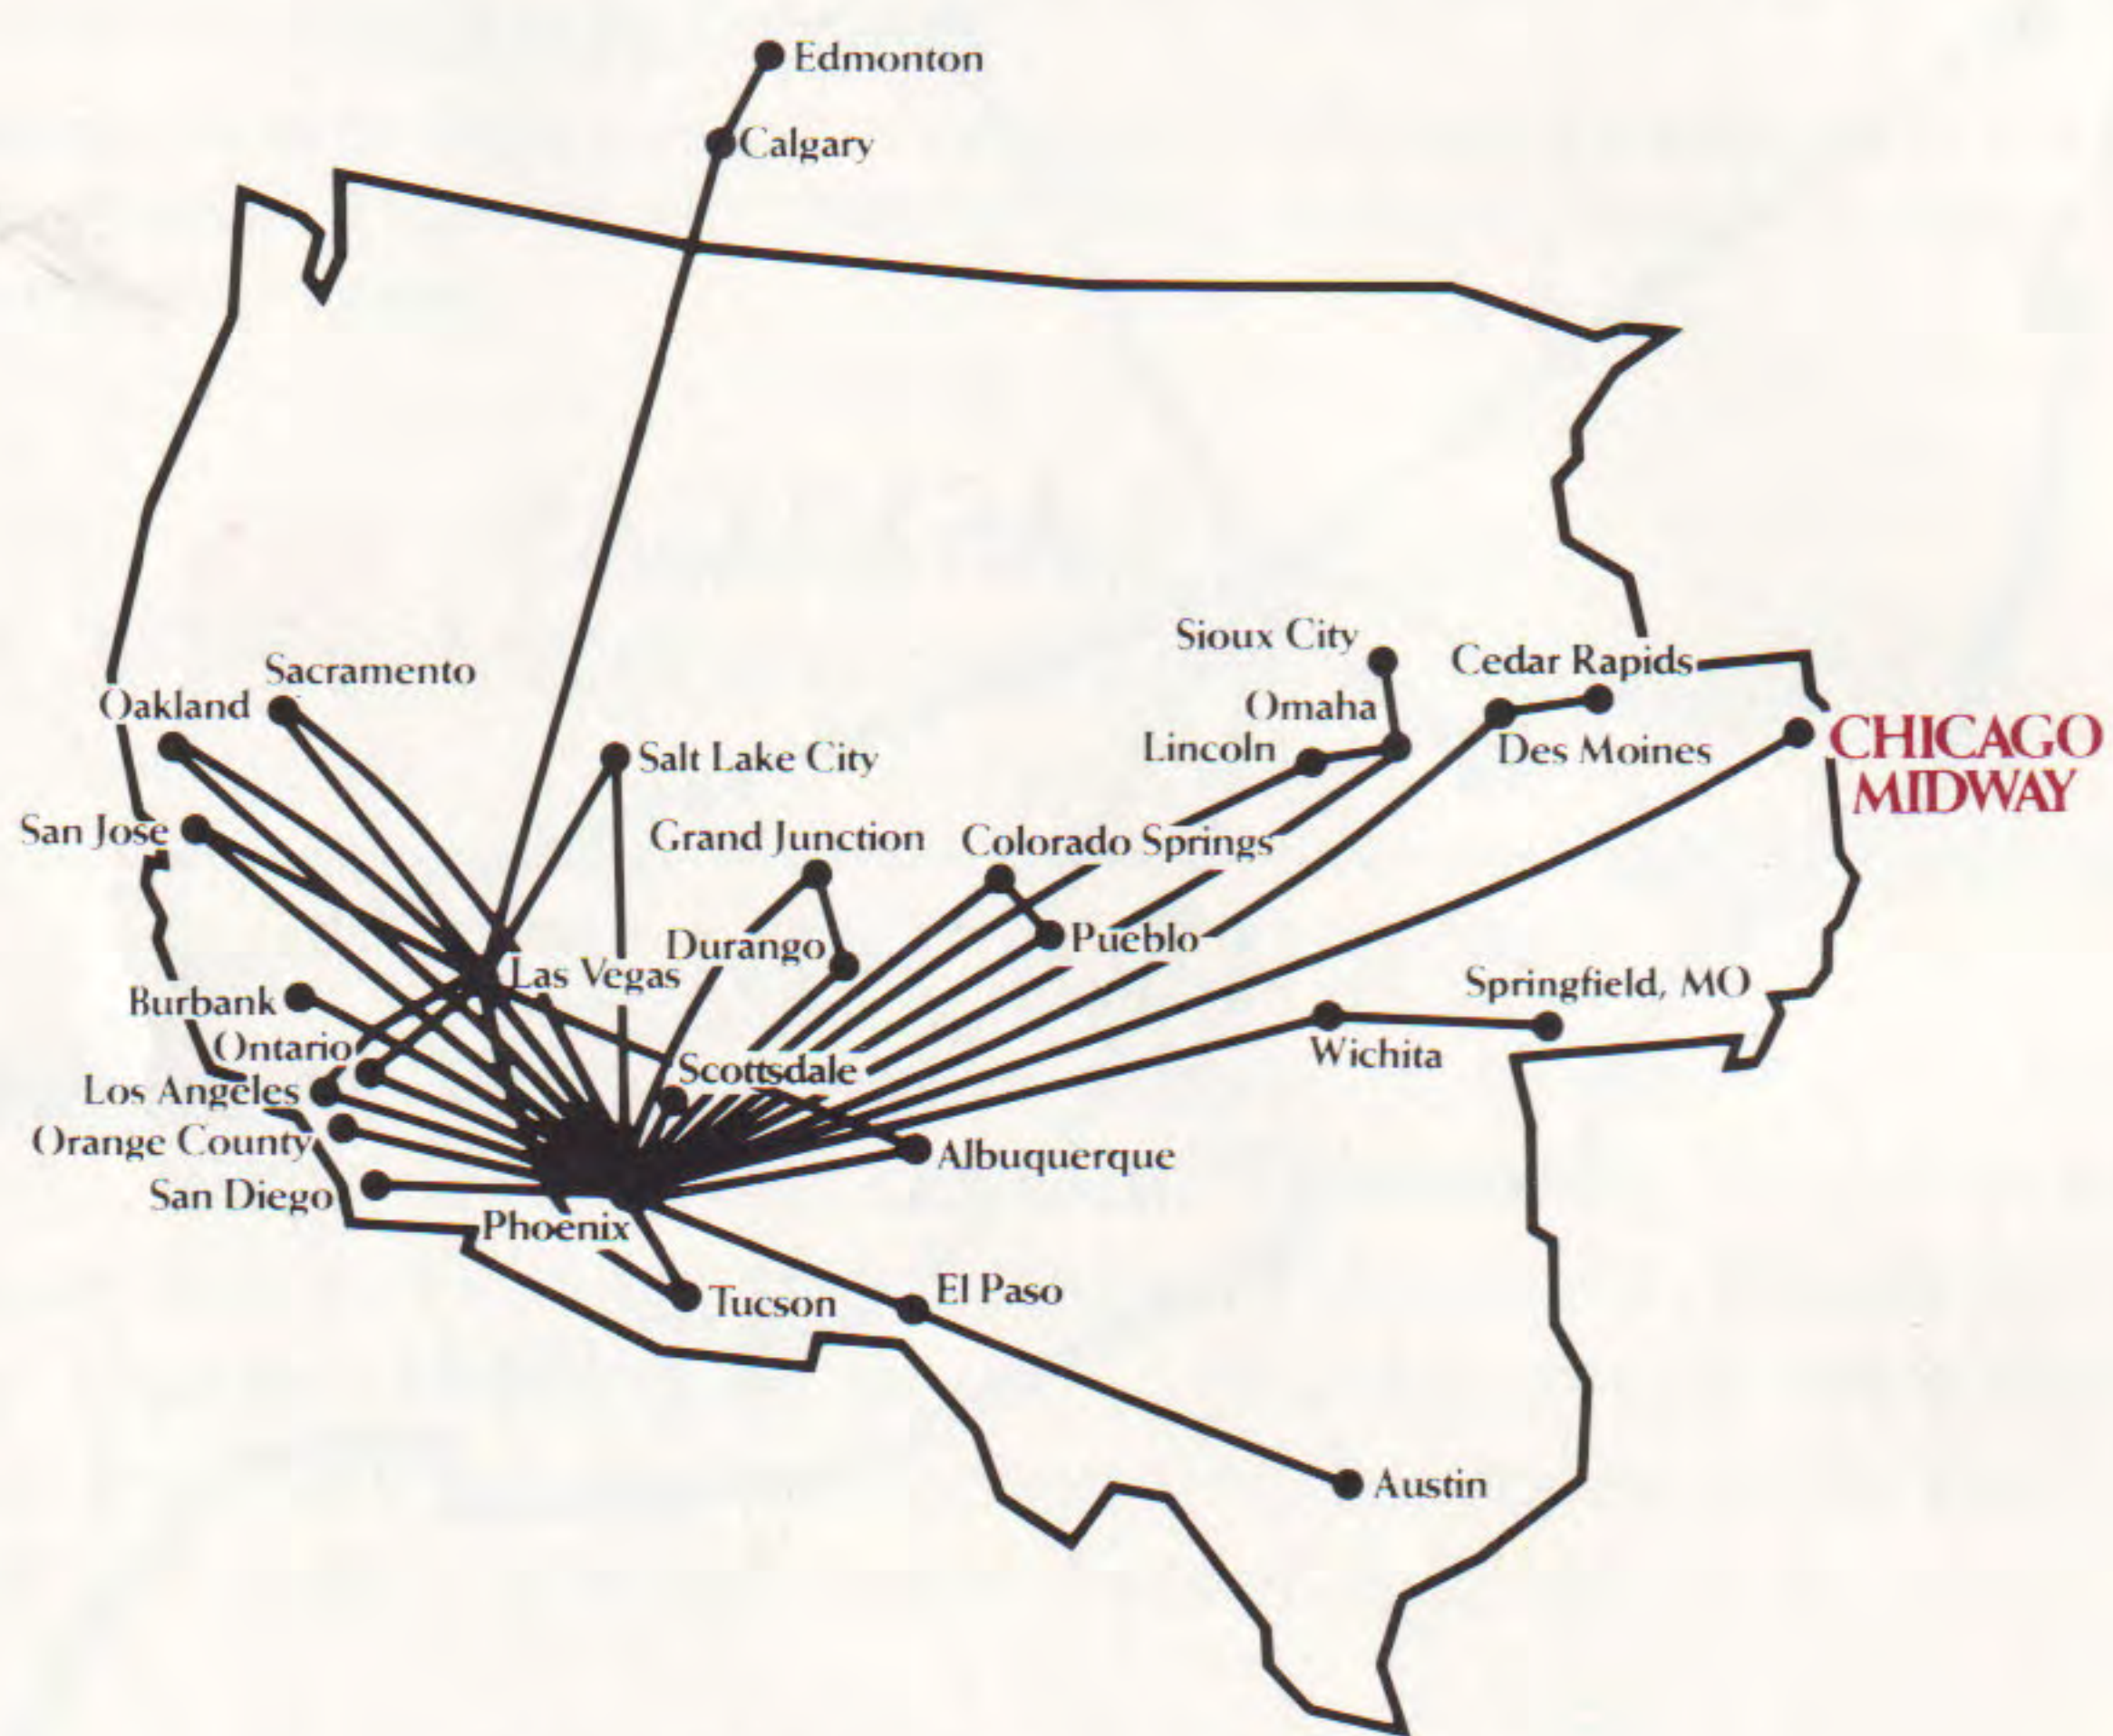 Edmonton
Calgary
Sioux City
Cedar Rapids
Sacramento
Oakland
Omaha
CHICAGO
MIDWAY
Lincoln
Des Moines
Salt Lake City
San Jose
Grand Junction
Colorado Springs
Pueblo
Durango
Las Vegas
Springfield, MO
Burbank
Ontario
Wichita
Scottsdale
Los Angeles
Orange County
Albuquerque
San Diego
Phoenix
El Paso
Tucson
Austin